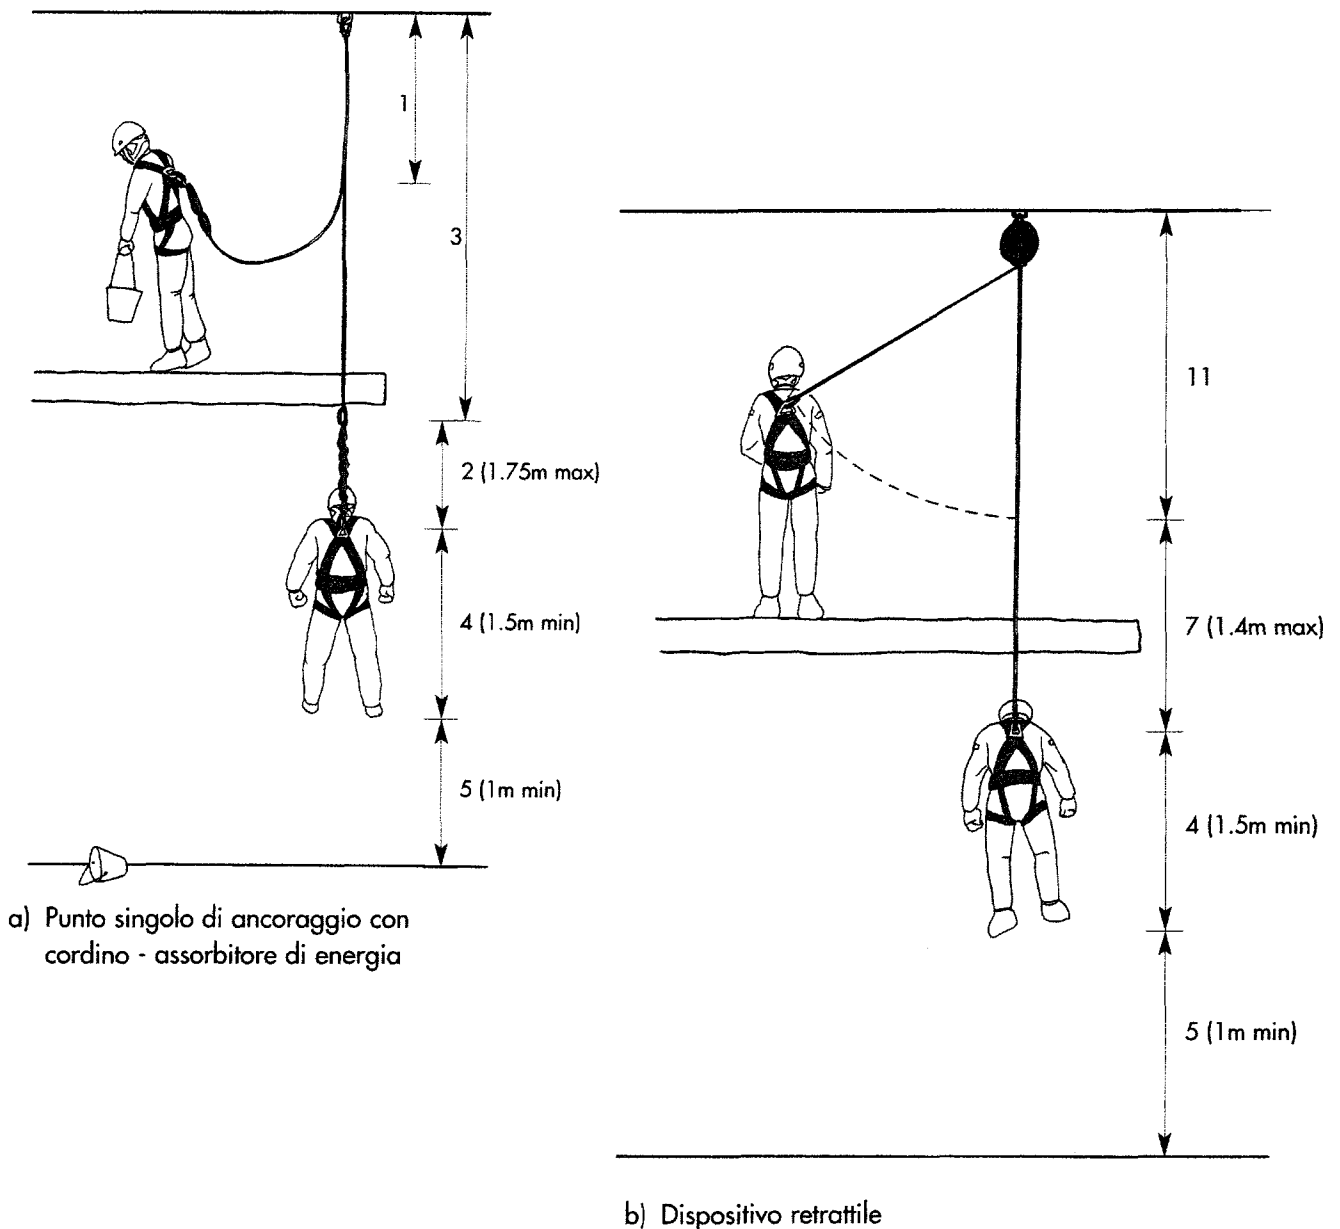 1
3
2 (1.75m max)
4 (1.5m min)
5 (1m min)
a) Punto singolo di ancoraggio con
cordino - assorbitore di energia
11
7 (1.4m max)
4 (1.5m min)
5 (1m min)
b) Dispositivo retrattile